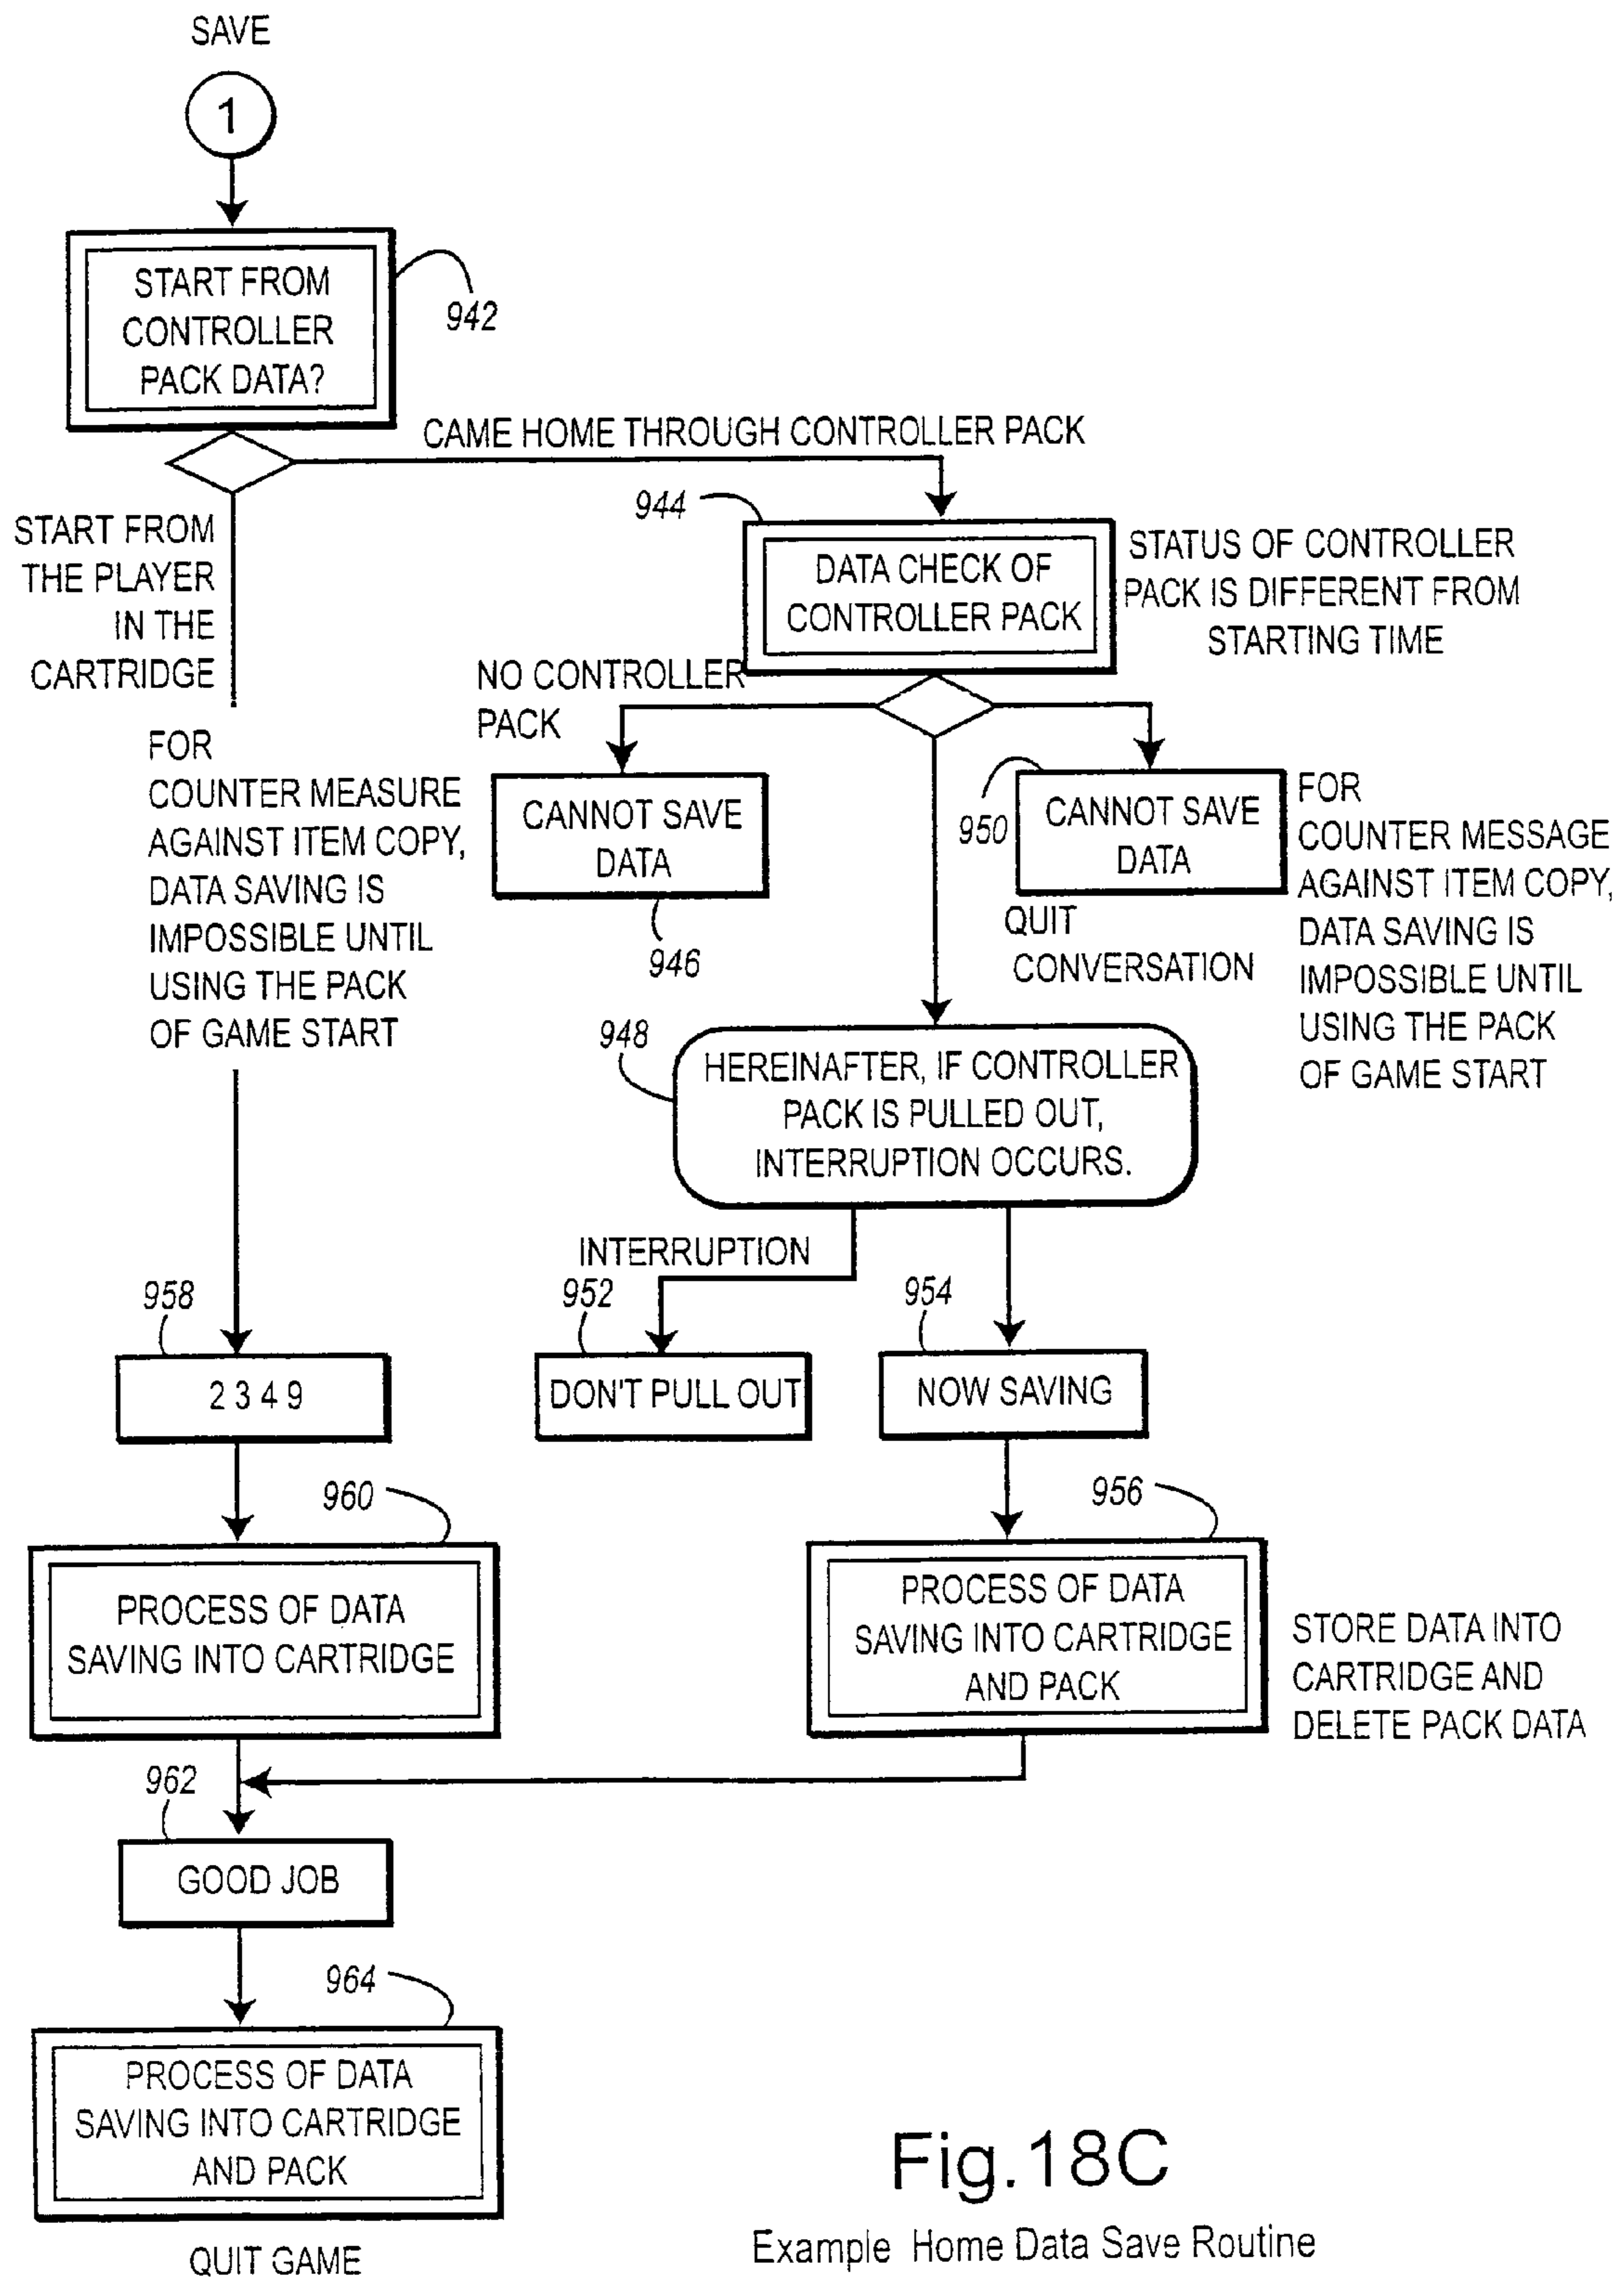 SAVE
1
START FROM
CONTROLLER
PACK DATA?
942
CAME HOME THROUGH CONTROLLER PACK
START FROM
THE PLAYER
IN THE
CARTRIDGE
944
DATA CHECK OF
CONTROLLER PACK
STATUS OF CONTROLLER
PACK IS DIFFERENT FROM
STARTING TIME
NO CONTROLLER
PACK
FOR
COUNTER MEASURE
AGAINST ITEM COPY,
DATA SAVING IS
IMPOSSIBLE UNTIL
USING THE PACK
OF GAME START
CANNOT SAVE
DATA
946
950
CANNOT SAVE
DATA
QUIT
CONVERSATION
FOR
COUNTER MESSAGE
AGAINST ITEM COPY,
DATA SAVING IS
IMPOSSIBLE UNTIL
USING THE PACK
OF GAME START
948
HEREINAFTER, IF CONTROLLER
PACK IS PULLED OUT,
INTERRUPTION OCCURS.
INTERRUPTION
958
2 3 4 9
952
DON'T PULL OUT
954
NOW SAVING
960
PROCESS OF DATA
SAVING INTO CARTRIDGE
956
PROCESS OF DATA
SAVING INTO CARTRIDGE
AND PACK
STORE DATA INTO
CARTRIDGE AND
DELETE PACK DATA
962
GOOD JOB
964
PROCESS OF DATA
SAVING INTO CARTRIDGE
AND PACK
QUIT GAME
Fig.18C
Example Home Data Save Routine